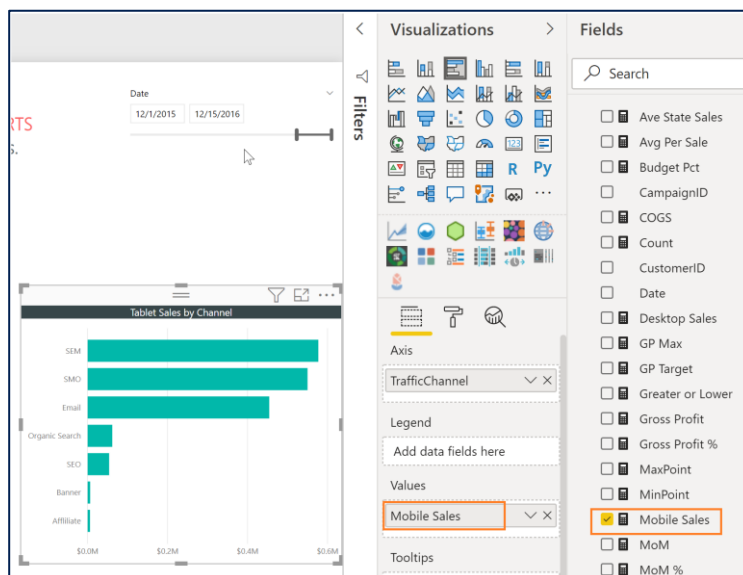 Date
12/1/2015 12/15/2016
RTS
s.
Tablet Sales by Channel
SEM
SMO
Email
Organic Search
SEO
Banner
Affiliate
$0.0M $0.2M $0.4M $0.6M
Filters
Visualizations
123
R Py
Axis
TrafficChannel
Legend
Add data fields here
Values
Mobile Sales
Tooltips
Fields
Search
Ave State Sales
Avg Per Sale
Budget Pct
CampaignID
COGS
Count
CustomerID
Date
Desktop Sales
GP Max
GP Target
Greater or Lower
Gross Profit
Gross Profit %
MaxPoint
MinPoint
Mobile Sales
MoM
MoM %